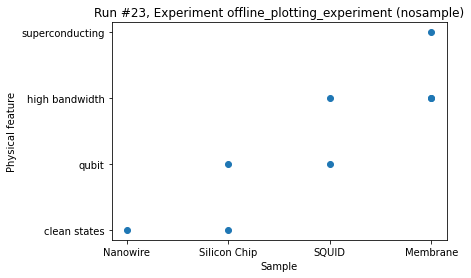 Run #23, Experiment offline_plotting_experiment (nosample)
superconducting
high bandwidth
qubit
clean states
Physical feature
Nanowire Silicon Chip SQUID Membrane
Sample